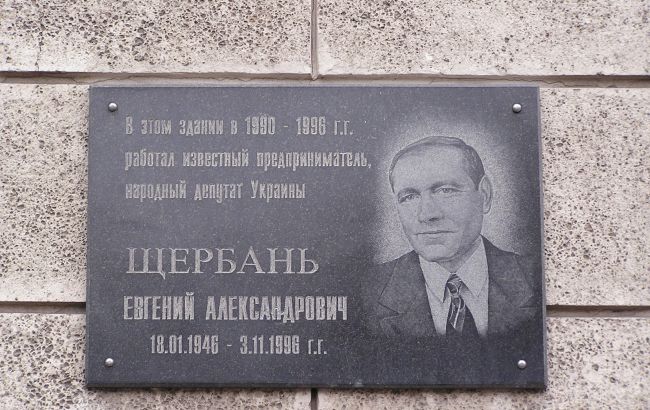 В этом здании в 1990 - 1996 г.г.
работал известный предприниматель,
народный депутат Украины
ЩЕРБАНЬ
ЕВГЕНИЙ АЛЕКСАНДРОВИЧ
18.01.1946 - 3.11.1996 г.г.